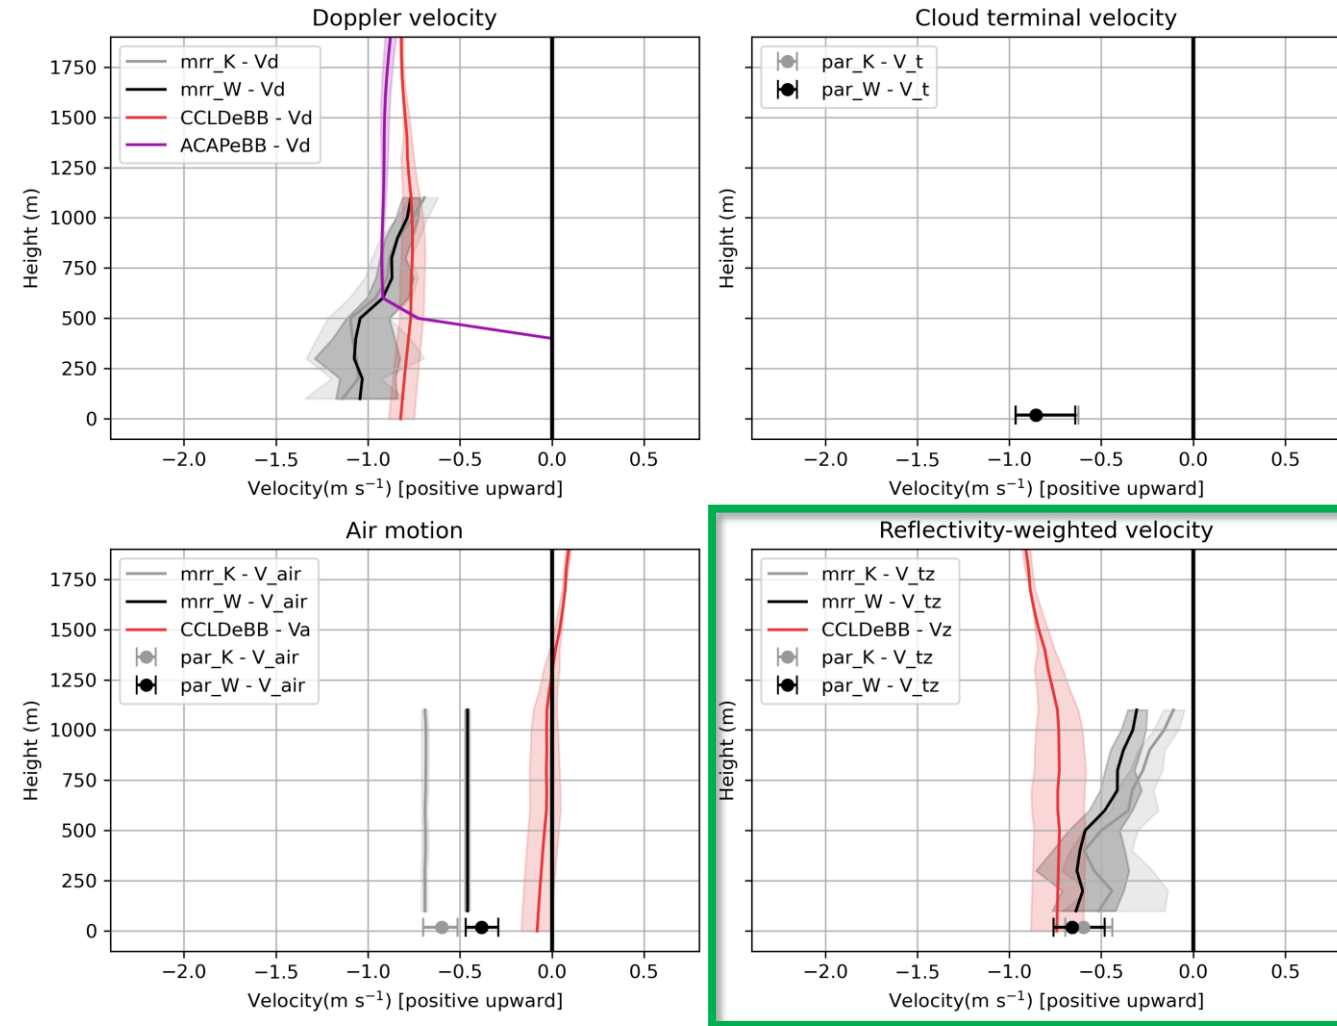 Doppler velocity
mrr_K - Vd
mrr_W - Vd
CCLDeBB - Vd
ACAPeBB - Vd
Height (m)
1750
1500
1250
1000
750
500
250
0
−2.0 −1.5 −1.0 −0.5 0.0 0.5
Velocity(m s⁻¹) [positive upward]
Cloud terminal velocity
par_K - V_t
par_W - V_t
Height (m)
−2.0 −1.5 −1.0 −0.5 0.0 0.5
Velocity(m s⁻¹) [positive upward]
Air motion
mrr_K - V_air
mrr_W - V_air
CCLDeBB - Va
par_K - V_air
par_W - V_air
Height (m)
1750
1500
1250
1000
750
500
250
0
−2.0 −1.5 −1.0 −0.5 0.0 0.5
Velocity(m s⁻¹) [positive upward]
Reflectivity-weighted velocity
mrr_K - V_tz
mrr_W - V_tz
CCLDeBB - Vz
par_K - V_tz
par_W - V_tz
Height (m)
−2.0 −1.5 −1.0 −0.5 0.0 0.5
Velocity(m s⁻¹) [positive upward]